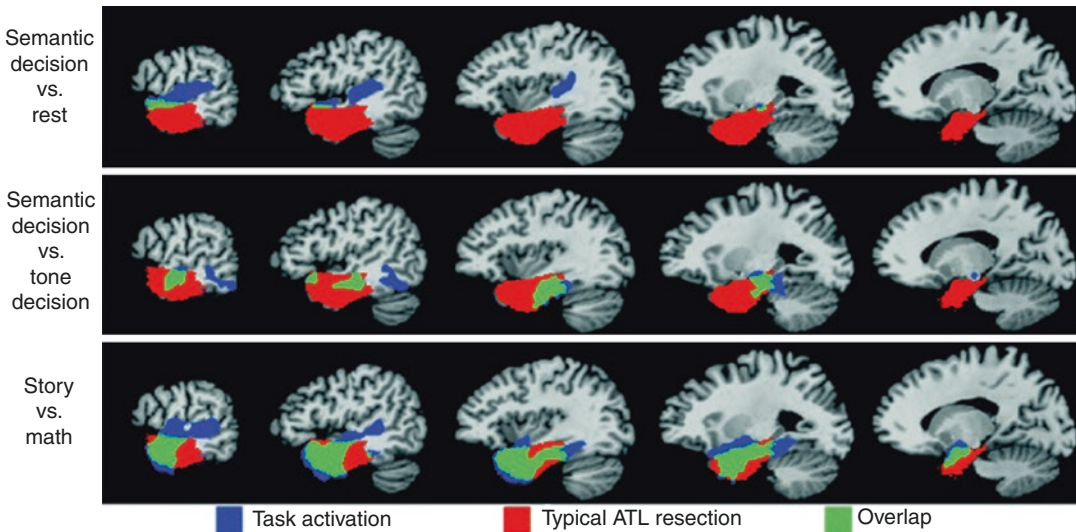 Semantic
decision
vs.
rest
Semantic
decision
vs.
tone
decision
Story
vs.
math
Task activation
Typical ATL resection
Overlap